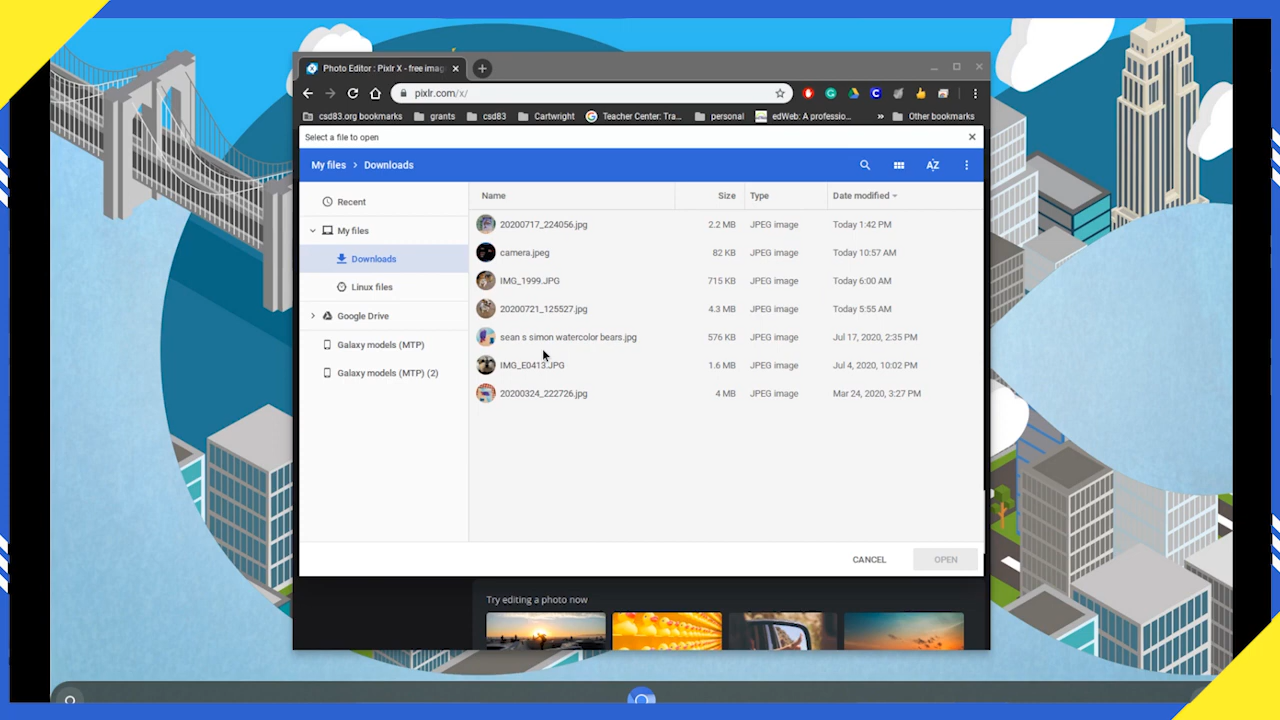 Photo Editor : Pixlr X - free imag
pixlr.com/x/
csd83.org bookmarks grants csd83 Cartwright Teacher Center: Tra... personal edWeb: A professio... » Other bookmarks
Select a file to open
My files > Downloads AZ
Name Size Type Date modified
Recent
My files
Downloads
Linux files
Google Drive
Galaxy models (MTP)
Galaxy models (MTP) (2)
20200717_224056.jpg 2.2 MB JPEG image Today 1:42 PM
camera.jpeg 82 KB JPEG image Today 10:57 AM
IMG_1999.JPG 715 KB JPEG image Today 6:00 AM
20200721_125527.jpg 4.3 MB JPEG image Today 5:55 AM
sean s simon watercolor bears.jpg 576 KB JPEG image Jul 17, 2020, 2:35 PM
IMG_E0413.JPG 1.6 MB JPEG image Jul 4, 2020, 10:02 PM
20200324_222726.jpg 4 MB JPEG image Mar 24, 2020, 3:27 PM
CANCEL OPEN
Try editing a photo now